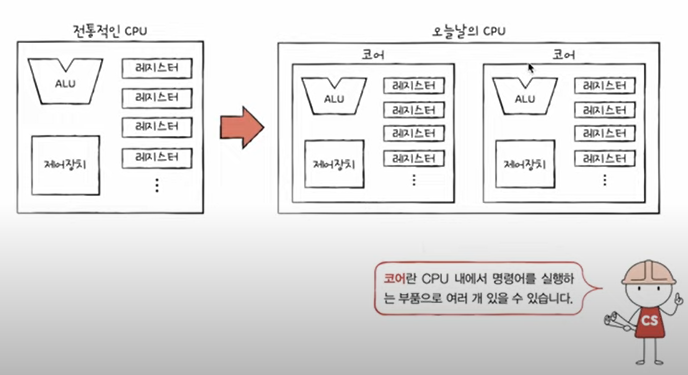 전통적인 CPU
오늘날의 CPU
ALU
레지스터
레지스터
레지스터
레지스터
제어장치
코어
ALU
레지스터
레지스터
레지스터
레지스터
제어장치
코어
ALU
레지스터
레지스터
레지스터
레지스터
제어장치
코어란 CPU 내에서 명령어를 실행하
는 부품으로 여러 개 있을 수 있습니다.
CS